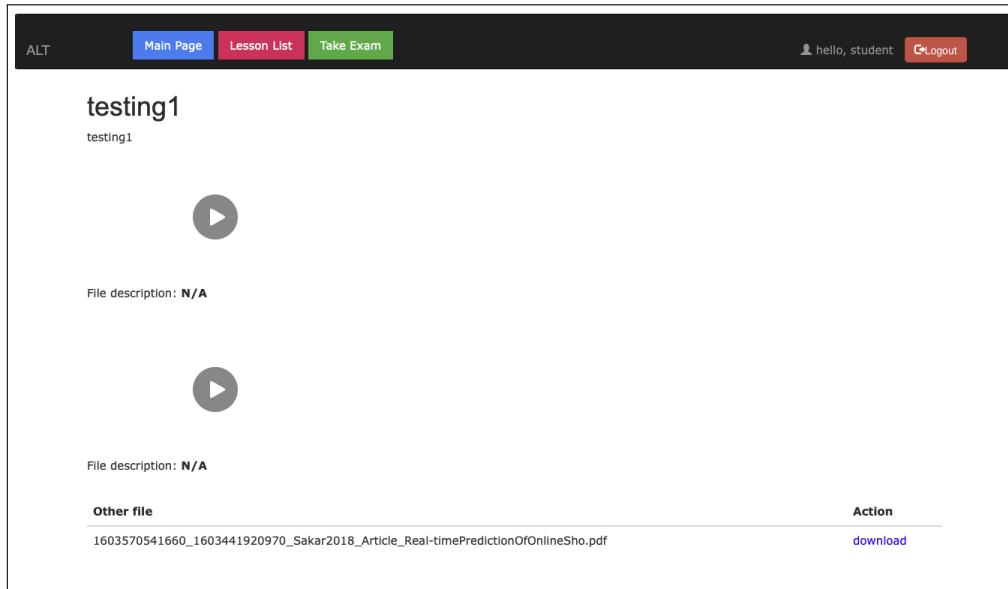 ALT Main Page Lesson List Take Exam hello, student Logout
testing1
testing1
File description: N/A
File description: N/A
Other file Action
1603570541660_1603441920970_Sakar2018_Article_Real-timePredictionOfOnlineSho.pdf download